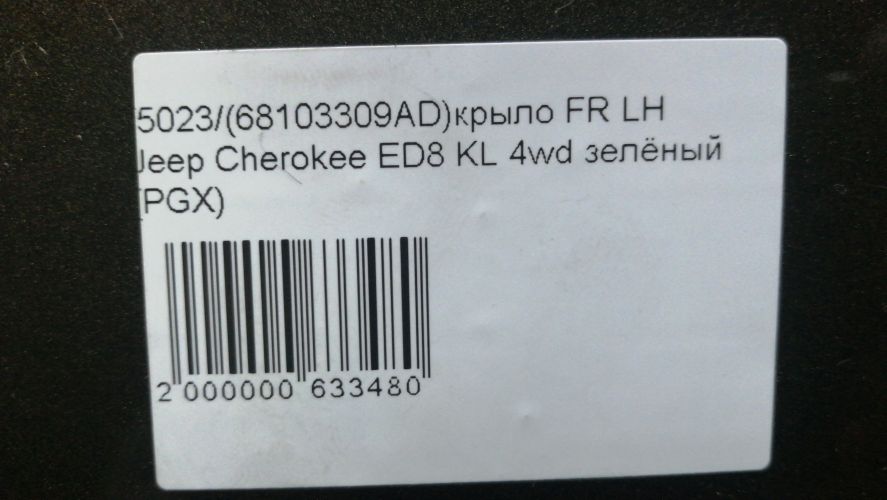 5023/(68103309AD)крыло FR LH
Jeep Cherokee ED8 KL 4wd зелёный
(PGX)
2 000000 633480